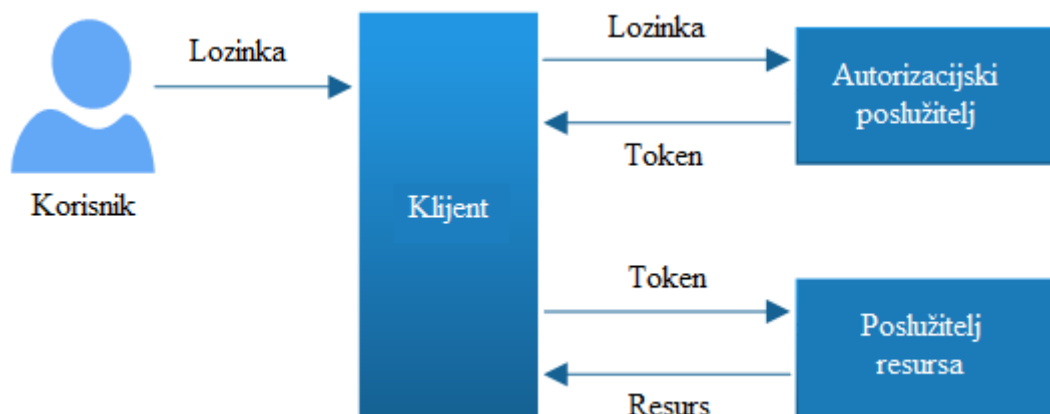 Lozinka
Korisnik
Klijent
Lozinka
Token
Autorizacijski
poslužitelj
Token
Resurs
Poslužitelj
resursa